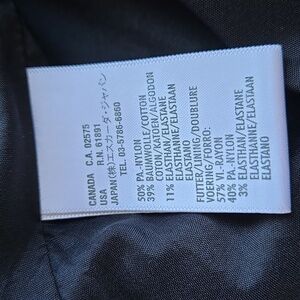 CANADA C.A. 02575
USA R.N. 61891
JAPAN(株)エスカーダ・ジャパン
TEL. 03-5786-6860
50% PA.-NYLON
39% BAUMWOLLE/COTTON
COTON/KATOEN/ALGODON
11% ELASTHAN/ELASTANE
ELASTHANNE/ELASTAAN
ELASTANO
FUTTER/LINING/DOUBLURE
VOERING/FORRO:
57% VI.-RAYON
40% PA.-NYLON
3% ELASTHAN/ELASTANE
ELASTHANNE/ELASTAAN
ELASTANO